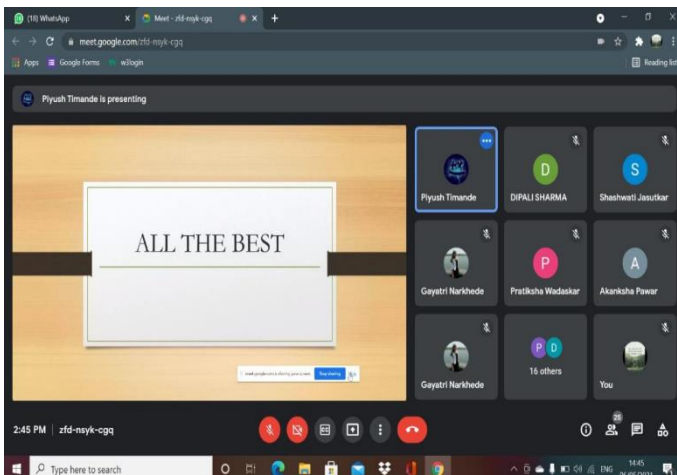 (18) WhatsApp
Meet - zfd-nsyk-cgq
meet.google.com/zfd-nsyk-cgq
Apps
Google Forms
w3login
Reading list
Piyush Timande is presenting
ALL THE BEST
Stop sharing
Piyush Timande
D
DIPALI SHARMA
S
Shashwati Jasutkar
Gayatri Narkhede
P
Pratiksha Wadaskar
A
Akanksha Pawar
Gayatri Narkhede
P D
16 others
You
2:45 PM | zfd-nsyk-cgq
Type here to search
ENG
14:45